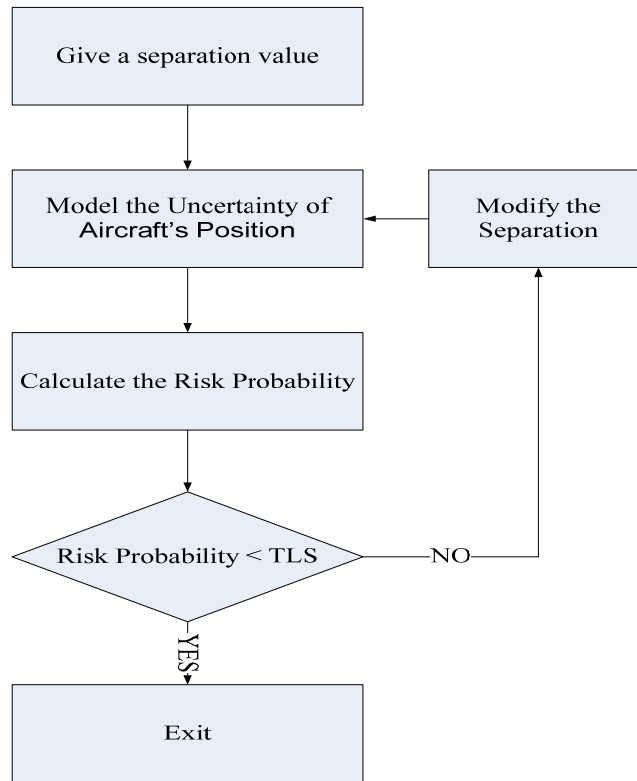 Give a separation value
Model the Uncertainty of
Aircraft's Position
Modify the
Separation
Calculate the Risk Probability
Risk Probability < TLS
NO
YES
Exit